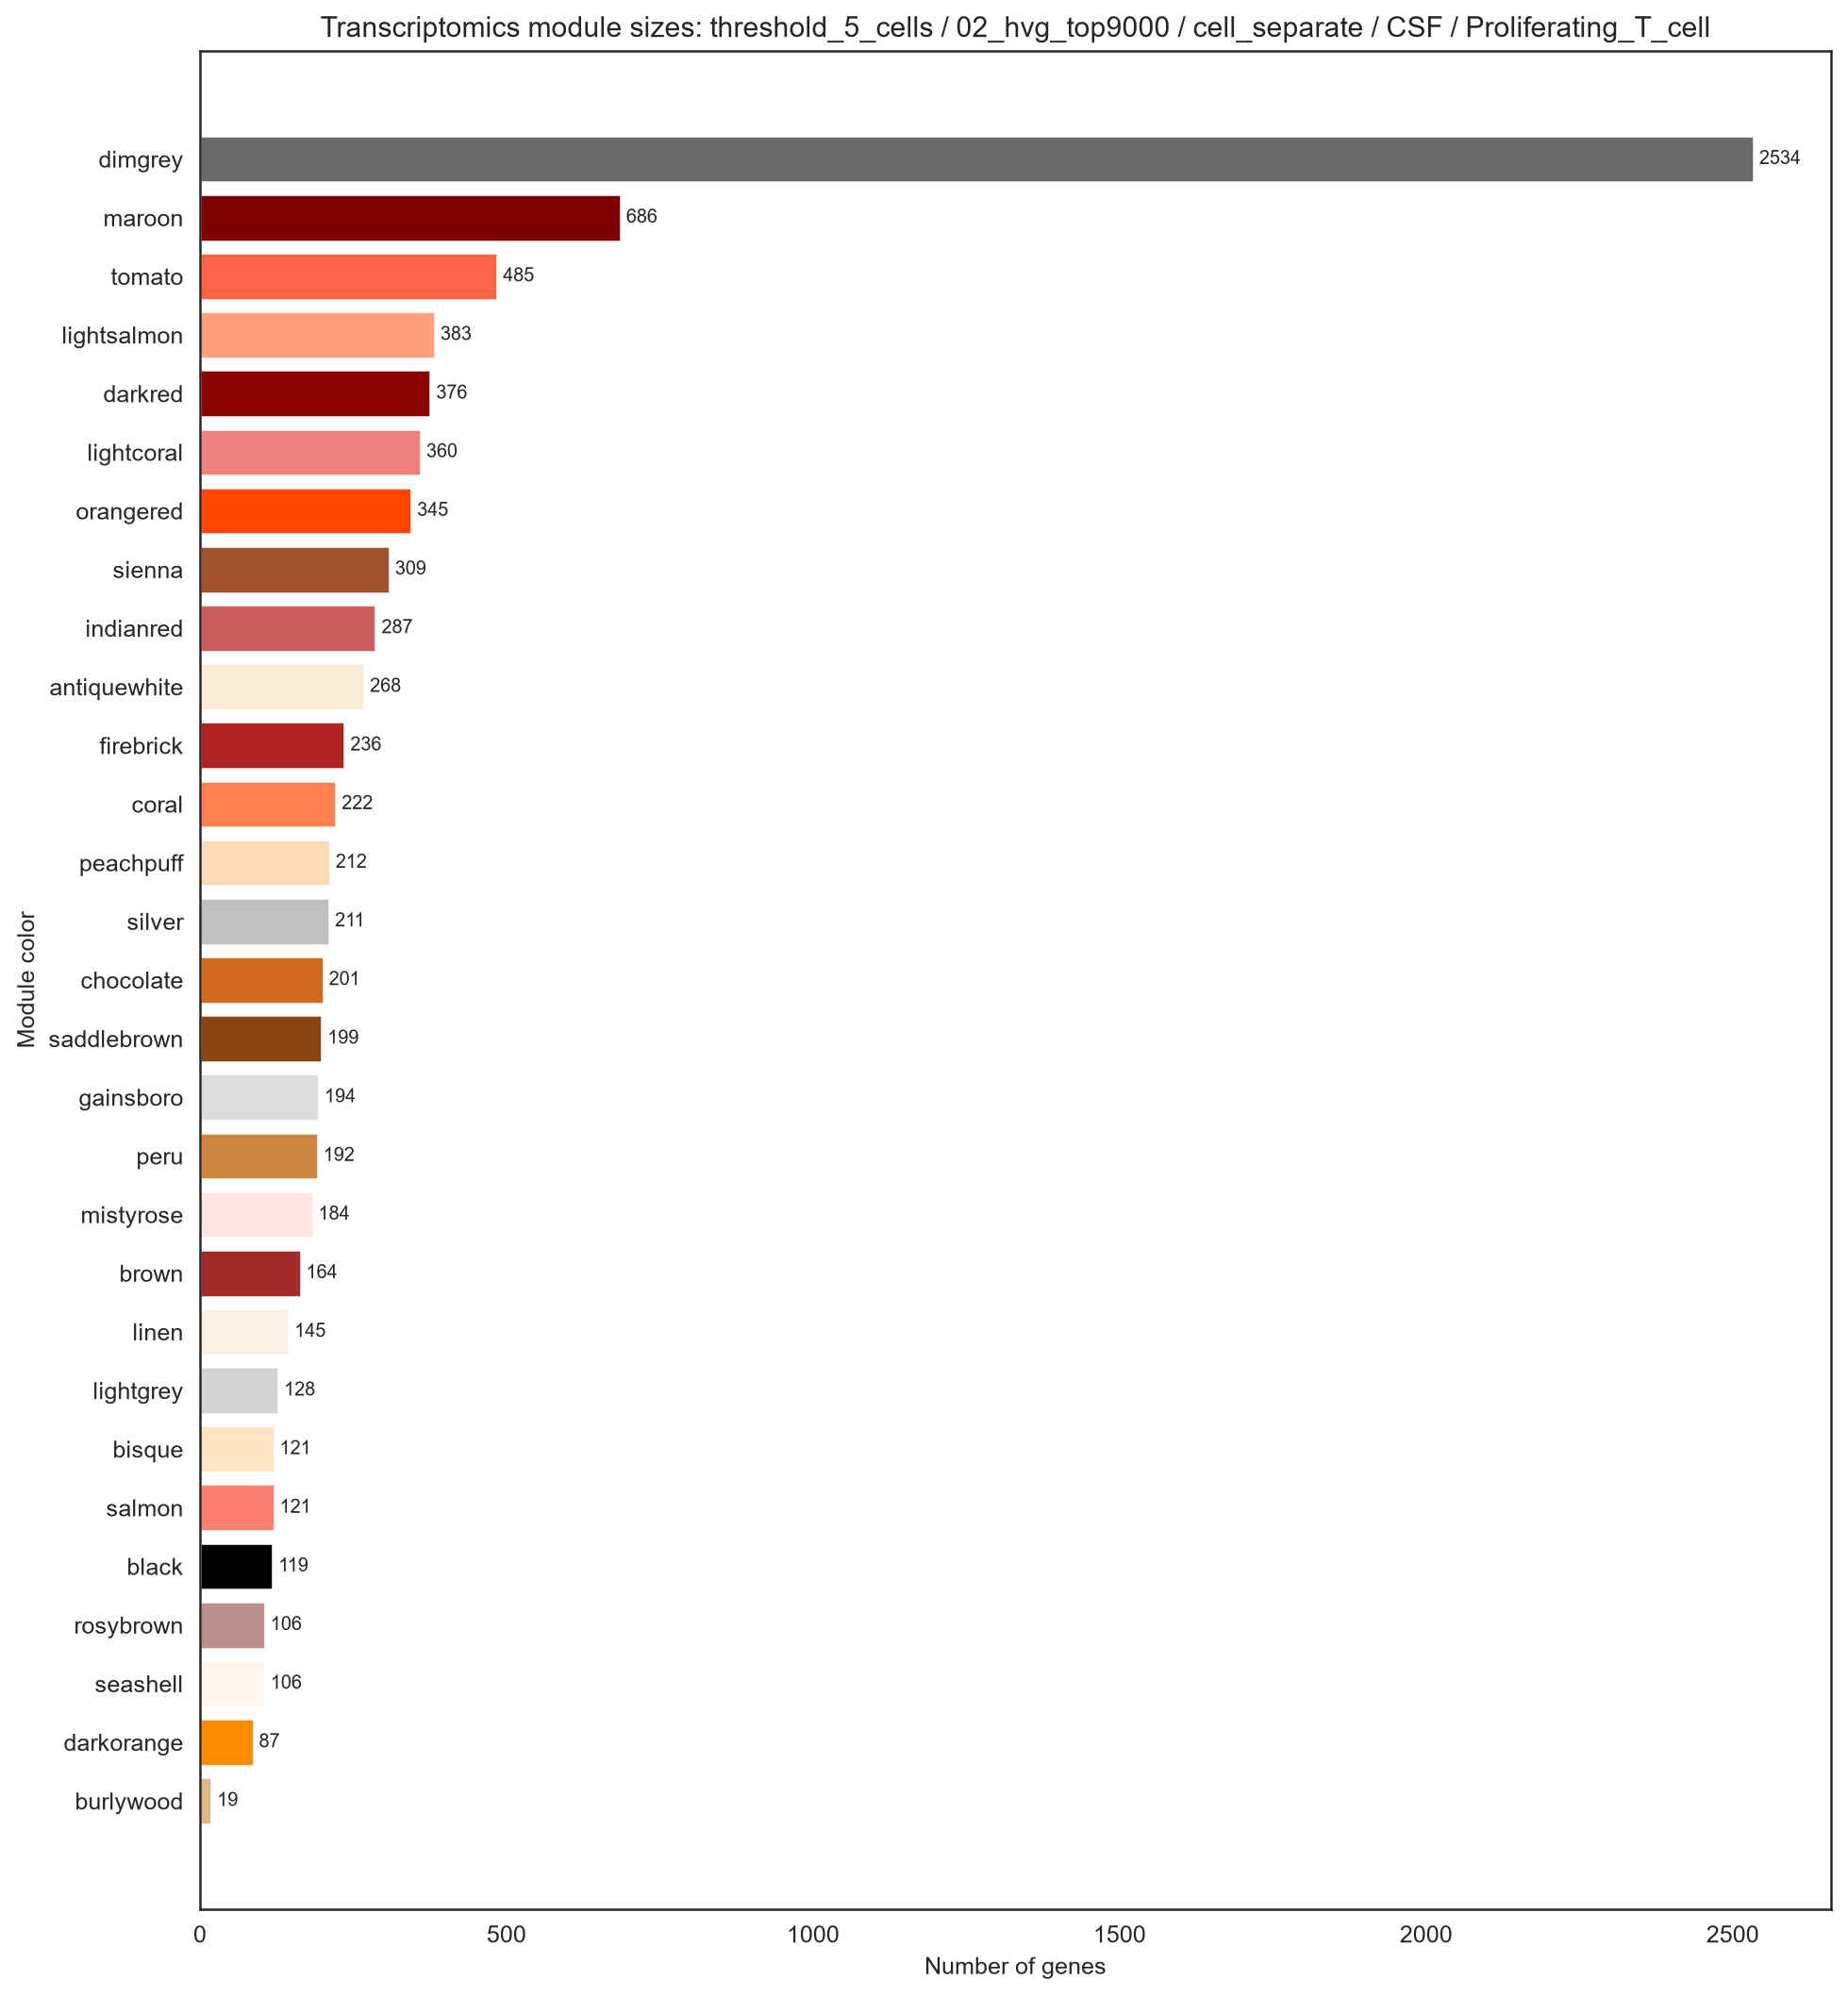 Transcriptomics module sizes: threshold_5_cells / 02_hvg_top9000 / cell_separate / CSF / Proliferating_T_cell
dimgrey 2534
maroon 686
tomato 485
lightsalmon 383
darkred 376
lightcoral 360
orangered 345
sienna 309
indianred 287
antiquewhite 268
firebrick 236
coral 222
peachpuff 212
silver 211
chocolate 201
saddlebrown 199
gainsboro 194
peru 192
mistyrose 184
brown 164
linen 145
lightgrey 128
bisque 121
salmon 121
black 119
rosybrown 106
seashell 106
darkorange 87
burlywood 19
Module color
0 500 1000 1500 2000 2500
Number of genes